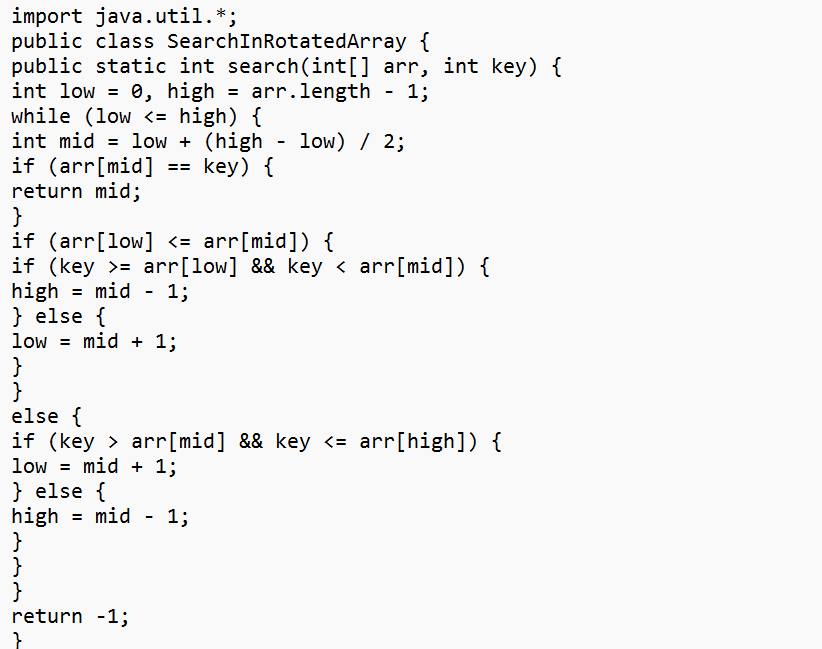 import java.util.*;
public class SearchInRotatedArray {
public static int search(int[] arr, int key) {
int low = 0, high = arr.length - 1;
while (low <= high) {
int mid = low + (high - low) / 2;
if (arr[mid] == key) {
return mid;
}
if (arr[low] <= arr[mid]) {
if (key >= arr[low] && key < arr[mid]) {
high = mid - 1;
} else {
low = mid + 1;
}
}
else {
if (key > arr[mid] && key <= arr[high]) {
low = mid + 1;
} else {
high = mid - 1;
}
}
}
return -1;
}